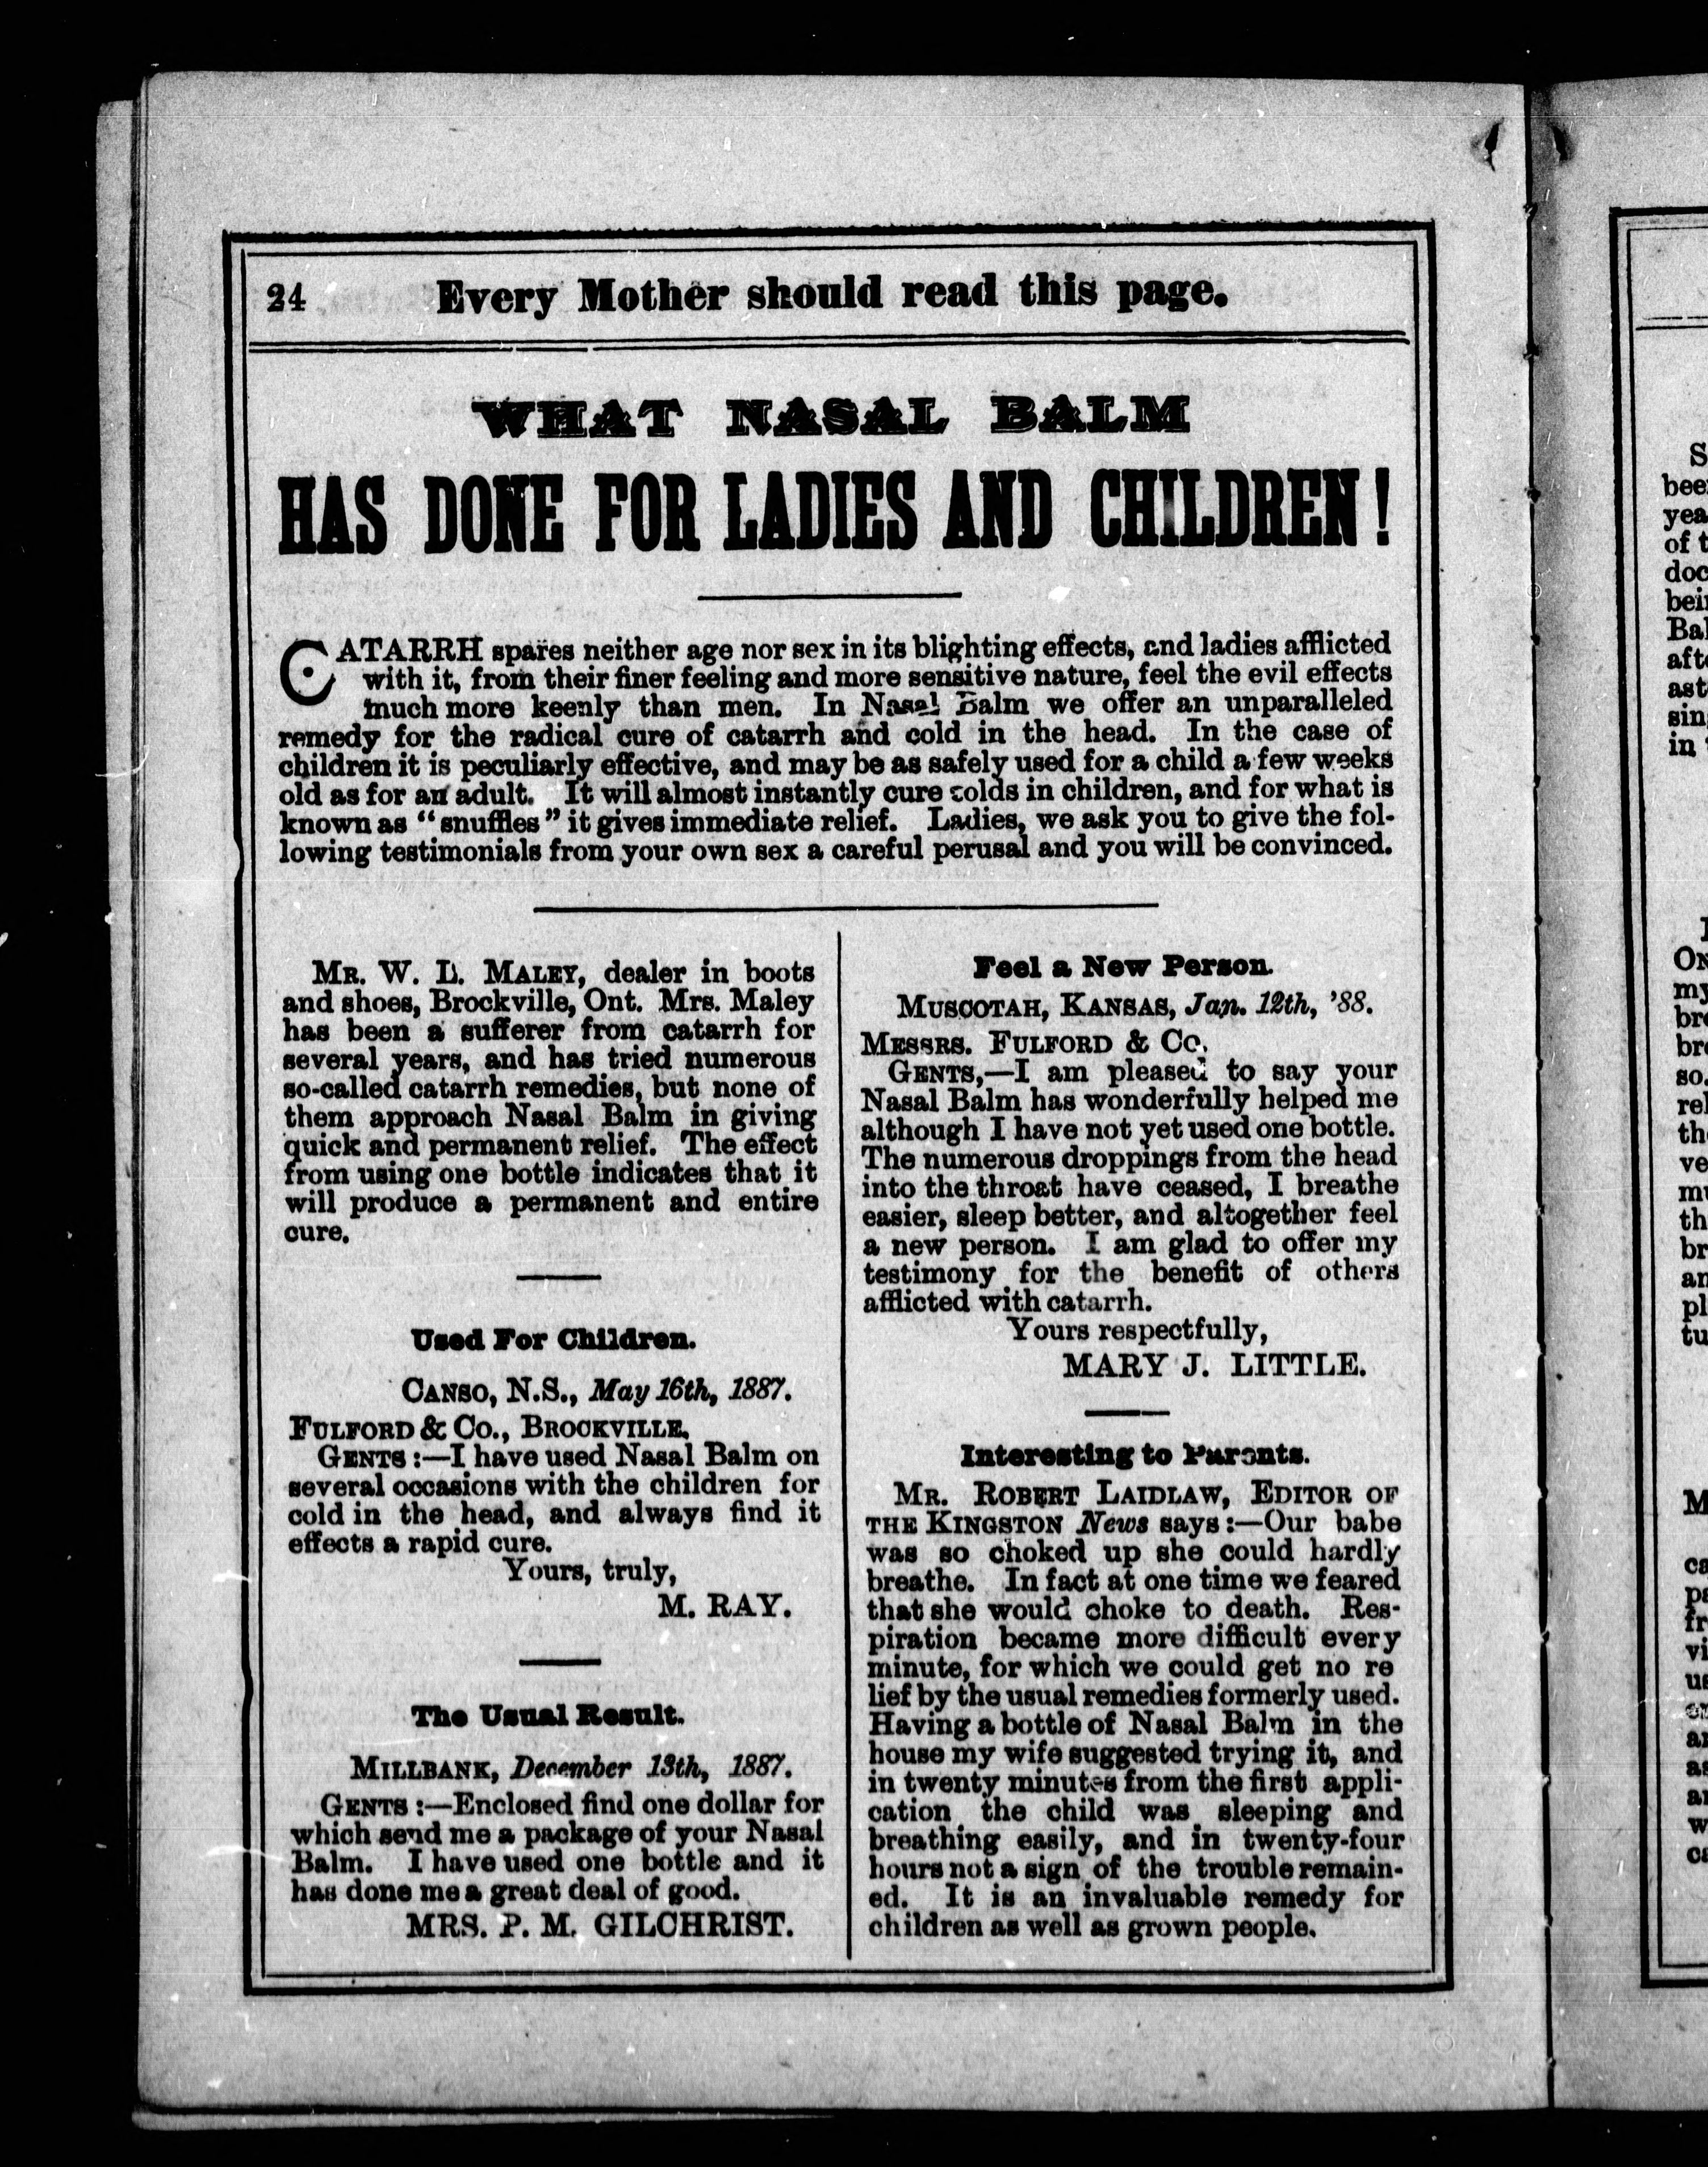 24 Every Mother should read this page.
WHAT NASAL BALM
HAS DONE FOR LADIES AND CHILDREN!
CATARRH spares neither age nor sex in its blighting effects, and ladies afflicted
with it, from their finer feeling and more sensitive nature, feel the evil effects
much more keenly than men. In Nasal Balm we offer an unparalleled
remedy for the radical cure of catarrh and cold in the head. In the case of
children it is peculiarly effective, and may be as safely used for a child a few weeks
old as for an adult. It will almost instantly cure colds in children, and for what is
known as "snuffles" it gives immediate relief. Ladies, we ask you to give the fol-
lowing testimonials from your own sex a careful perusal and you will be convinced.
MR. W. L. MALEY, dealer in boots
and shoes, Brockville, Ont. Mrs. Maley
has been a sufferer from catarrh for
several years, and has tried numerous
so-called catarrh remedies, but none of
them approach Nasal Balm in giving
quick and permanent relief. The effect
from using one bottle indicates that it
will produce a permanent and entire
cure.
Used For Children.
CANSO, N.S., May 16th, 1887.
FULFORD & CO., BROCKVILLE.
GENTS:—I have used Nasal Balm on
several occasions with the children for
cold in the head, and always find it
effects a rapid cure.
Yours, truly,
M. RAY.
The Usual Result.
MILLBANK, December 13th, 1887.
GENTS:—Enclosed find one dollar for
which send me a package of your Nasal
Balm. I have used one bottle and it
has done me a great deal of good.
MRS. P. M. GILCHRIST.
Feel a New Person.
MUSCOTAH, KANSAS, Jan. 12th, '88.
MESSRS. FULFORD & CO.
GENTS,—I am pleased to say your
Nasal Balm has wonderfully helped me
although I have not yet used one bottle.
The numerous droppings from the head
into the throat have ceased, I breathe
easier, sleep better, and altogether feel
a new person. I am glad to offer my
testimony for the benefit of others
afflicted with catarrh.
Yours respectfully,
MARY J. LITTLE.
Interesting to Parents.
MR. ROBERT LAIDLAW, EDITOR OF
THE KINGSTON News says:—Our babe
was so choked up she could hardly
breathe. In fact at one time we feared
that she would choke to death. Res-
piration became more difficult every
minute, for which we could get no re
lief by the usual remedies formerly used.
Having a bottle of Nasal Balm in the
house my wife suggested trying it, and
in twenty minutes from the first appli-
cation the child was sleeping and
breathing easily, and in twenty-four
hours not a sign of the trouble remain-
ed. It is an invaluable remedy for
children as well as grown people.